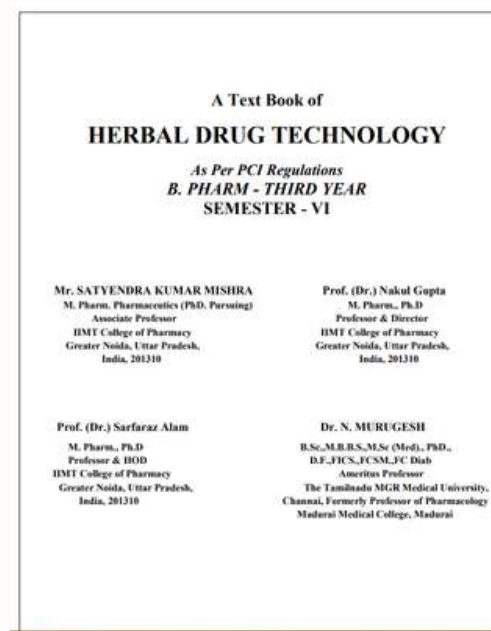 A Text Book of
HERBAL DRUG TECHNOLOGY
As Per PCI Regulations
B. PHARM - THIRD YEAR
SEMESTER - VI
Mr. SATYENDRA KUMAR MISHRA
M. Pharm. Pharmaceutics (PhD. Pursuing)
Associate Professor
IIMT College of Pharmacy
Greater Noida, Uttar Pradesh,
India, 201310
Prof. (Dr.) Nakul Gupta
M. Pharm., Ph.D
Professor & Director
IIMT College of Pharmacy
Greater Noida, Uttar Pradesh,
India, 201310
Prof. (Dr.) Sarfaraz Alam
M. Pharm., Ph.D
Professor & HOD
IIMT College of Pharmacy
Greater Noida, Uttar Pradesh,
India, 201310
Dr. N. MURUGESH
B.Sc.,M.B.B.S.,M.Sc (Med)., PhD.,
D.F.,FICS.,FCSM.,FC Diab
Ameritus Professor
The Tamilnadu MGR Medical University,
Channai, Formerly Professor of Pharmacology
Madurai Medical College, Madurai